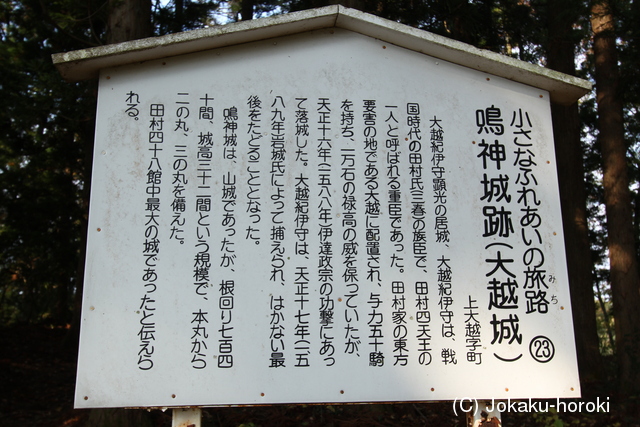 小さなふれあいの旅路 ㉓
みち
鳴神城跡(大越城)
上大越字町
大越紀伊守顕光の居城、大越紀伊守は、戦
国時代の田村氏三春の族臣で、田村四天王の
一人と呼ばれる重臣であった。田村家の東方
要害の地である大越に配置され、与力五十騎
を持ち、二万石の禄高の威を保っていたが、
天正十六年(一五八八年)伊達政宗の功撃にあっ
て落城した。大越紀伊守は、天正十七年(一五
八九年)岩城氏によって捕えられ、はかない最
後をたどることとなった。
鳴神城は、山城であったが、根回り七百四
十間、城高三十二間という規模で、本丸から
二の丸、三の丸を備えた。
田村四十八館中最大の城であったと伝えら
れる。
(C) Jokaku-horoki